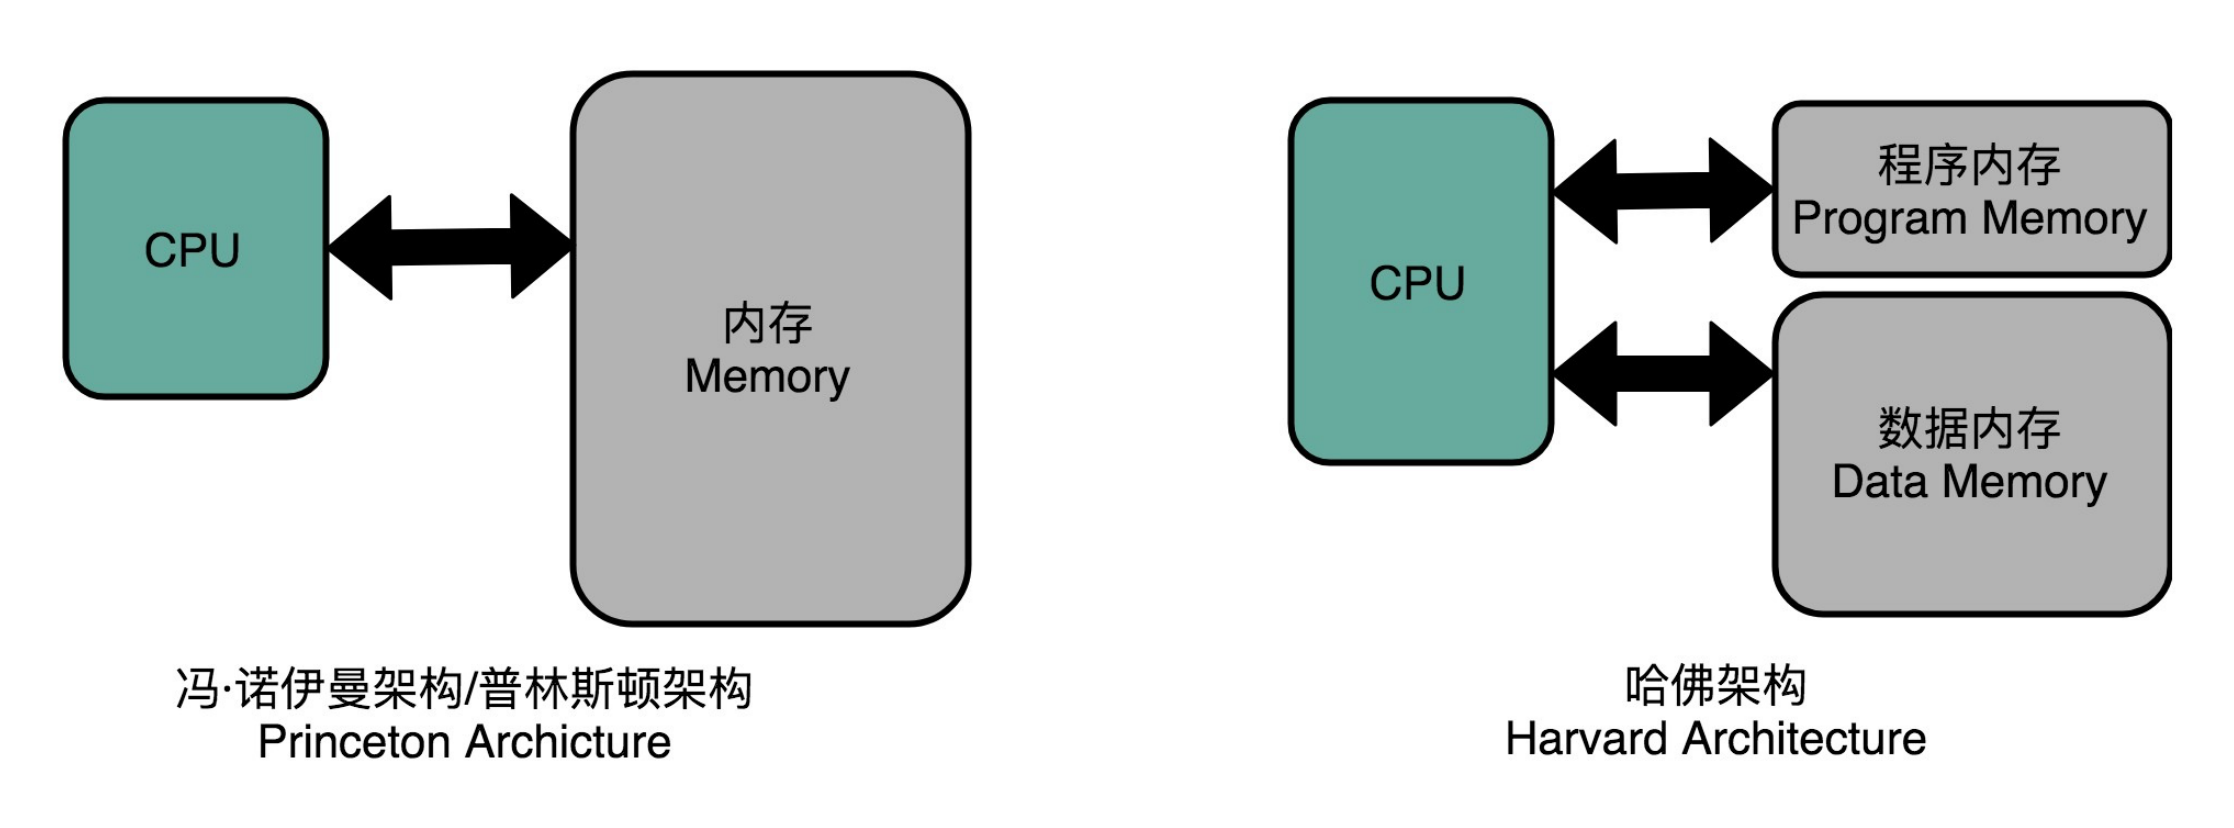 CPU
内存
Memory
冯·诺伊曼架构/普林斯顿架构
Princeton Archicture
CPU
程序内存
Program Memory
数据内存
Data Memory
哈佛架构
Harvard Architecture